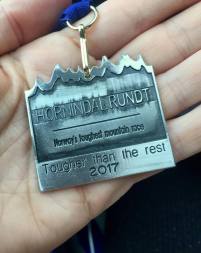 HORNINDAL RUNDT
Norway's toughest mountain race
Tougher than the rest
2017